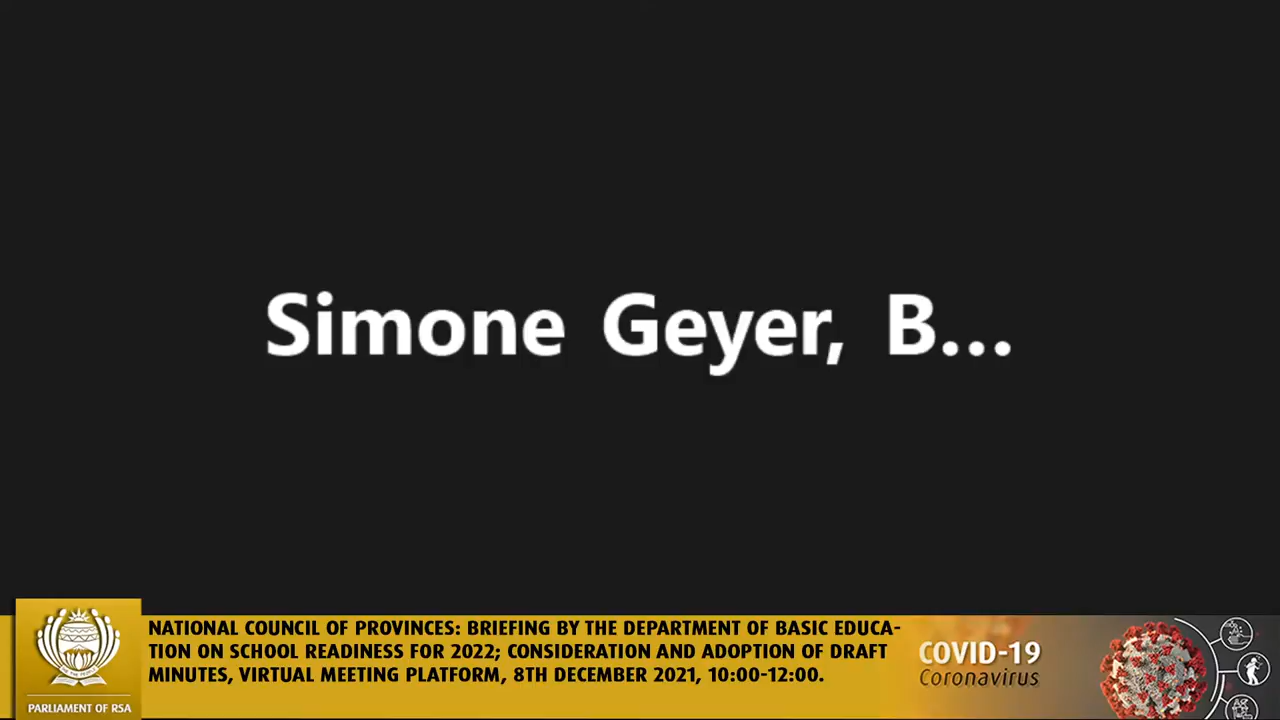 Simone Geyer, B...
NATIONAL COUNCIL OF PROVINCES: BRIEFING BY THE DEPARTMENT OF BASIC EDUCA-
TION ON SCHOOL READINESS FOR 2022; CONSIDERATION AND ADOPTION OF DRAFT
MINUTES, VIRTUAL MEETING PLATFORM, 8TH DECEMBER 2021, 10:00-12:00.
PARLIAMENT OF RSA
COVID-19
Coronavirus